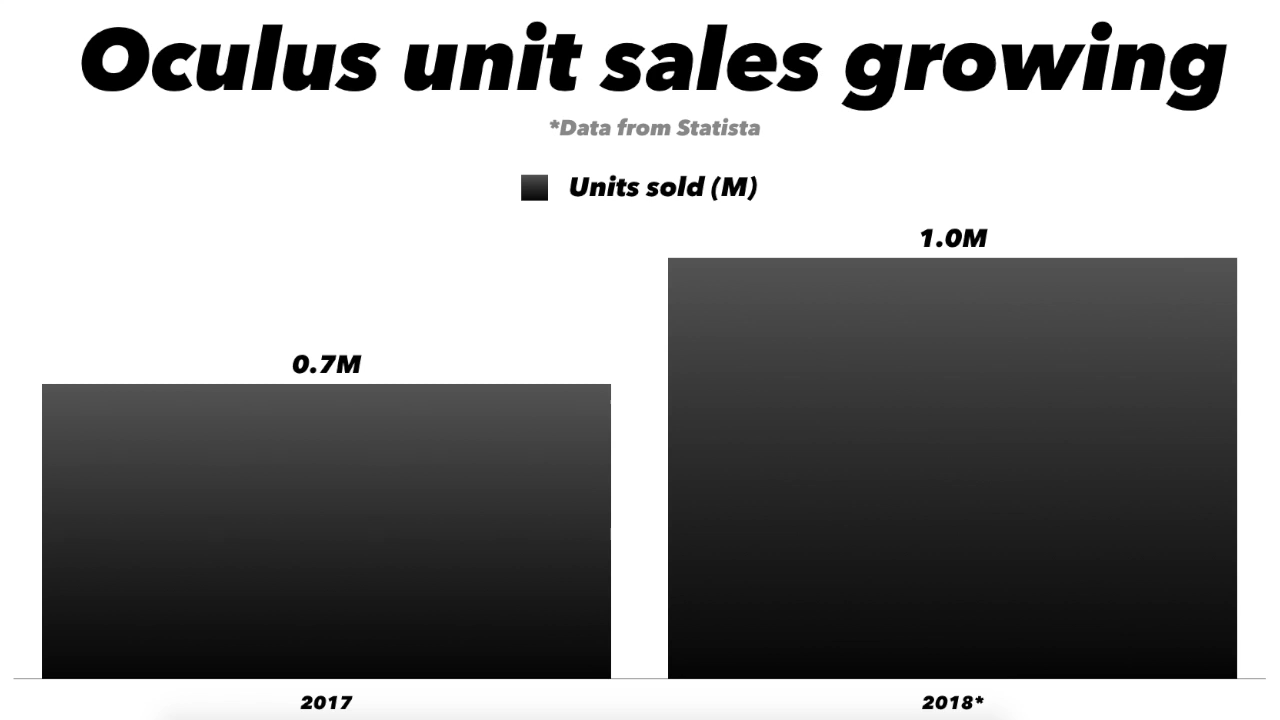 Oculus unit sales growing
*Data from Statista
Units sold (M)
1.0M
0.7M
2017
2018*